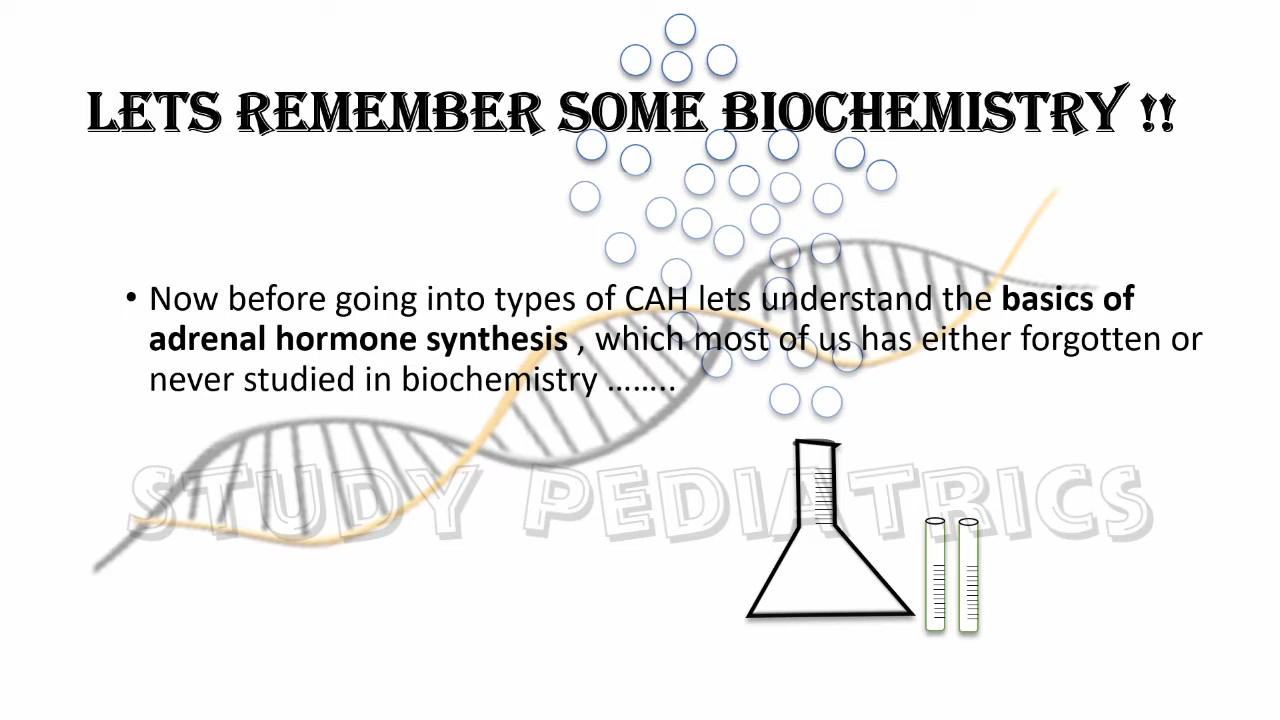 LETS REMEMBER SOME BIOCHEMISTRY !!
• Now before going into types of CAH lets understand the basics of
adrenal hormone synthesis , which most of us has either forgotten or
never studied in biochemistry ........
STUDY PEDIATRICS